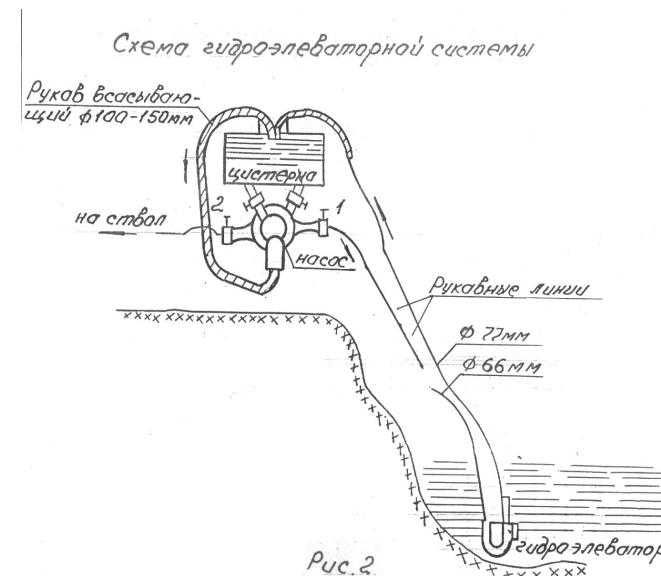 Схема гидроэлеваторной системы
Рукав всасываю-
щий ф100-150мм
цистерна
2
1
на ствол
насос
Рукавные линии
ф 77мм
ф 66мм
гидроэлеватор
Рис. 2